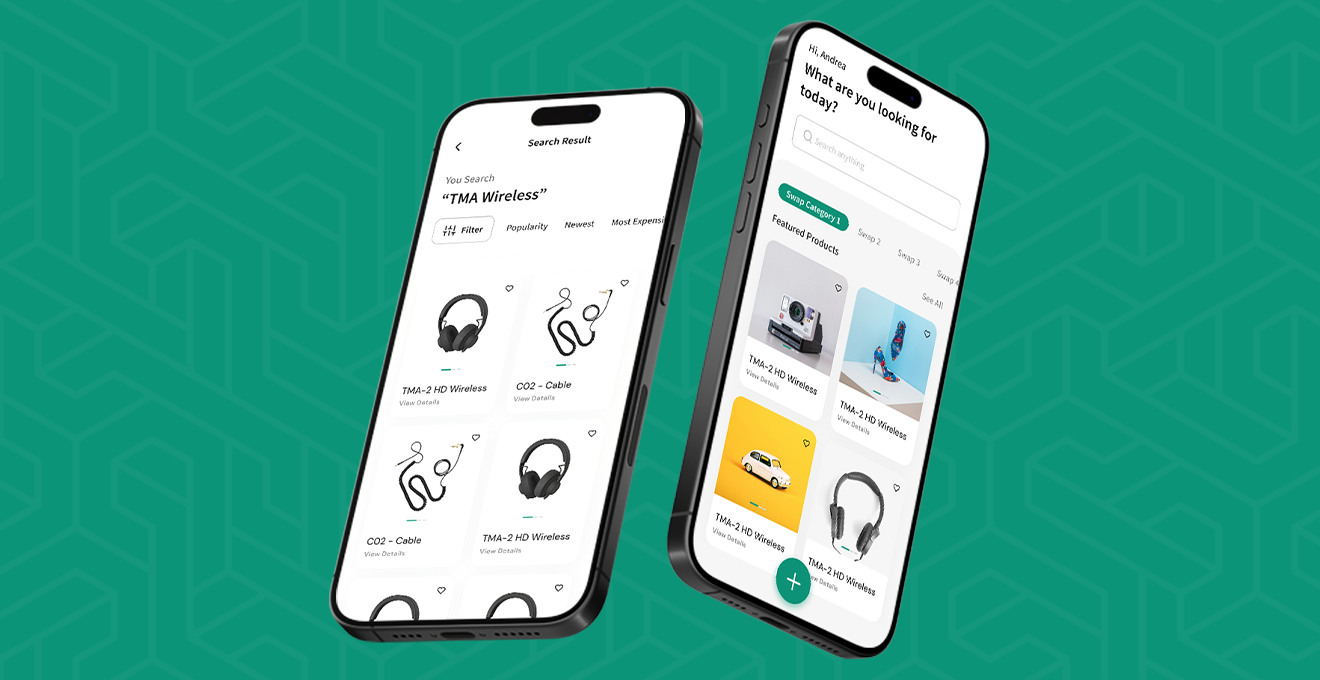 Search Result
You Search
“TMA Wireless”
Filter
Popularity
Newest
Most Expensi
TMA-2 HD Wireless
View Details
C02 - Cable
View Details
C02 - Cable
View Details
TMA-2 HD Wireless
View Details
Hi, Andrea
What are you looking for
today?
Search anything
Swap Category 1
Swap 2
Swap 3
Swap 4
Featured Products
See All
TMA-2 HD Wireless
View Details
TMA-2 HD Wireless
View Details
TMA-2 HD Wireless
View Details
TMA-2 HD Wireless
ew Details